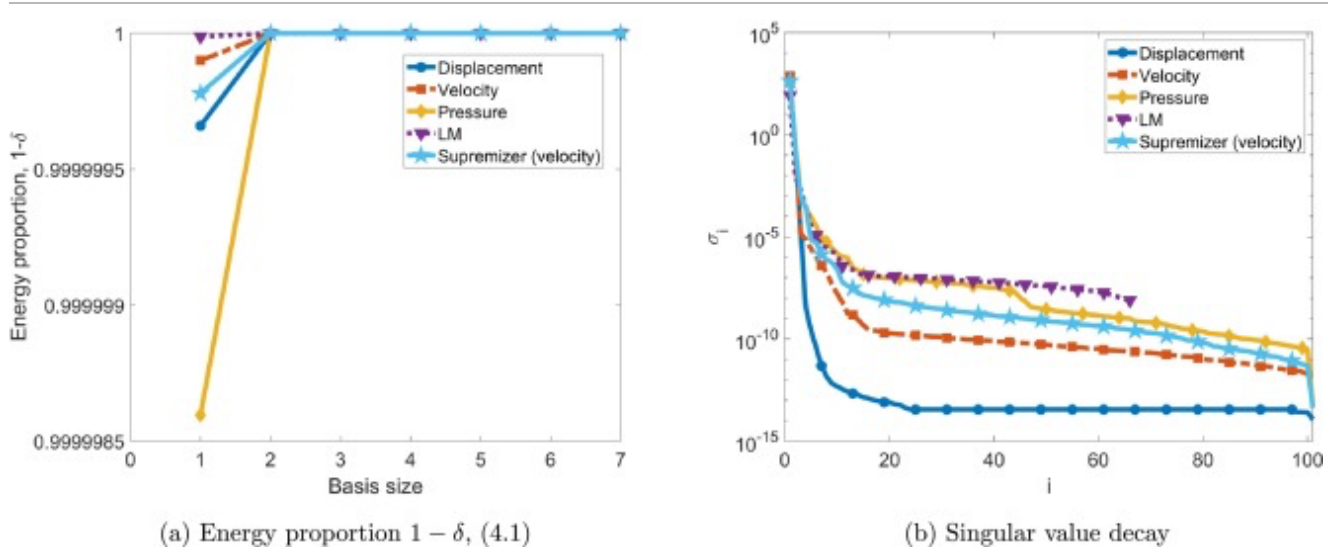 1
0.9999995
0.999999
0.9999985
0 1 2 3 4 5 6 7
Energy proportion, 1-δ
Basis size
Displacement
Velocity
Pressure
LM
Supremizer (velocity)
(a) Energy proportion 1 − δ, (4.1)
10^5
10^0
10^-5
10^-10
10^-15
0 20 40 60 80 100
σ_i
i
Displacement
Velocity
Pressure
LM
Supremizer (velocity)
(b) Singular value decay